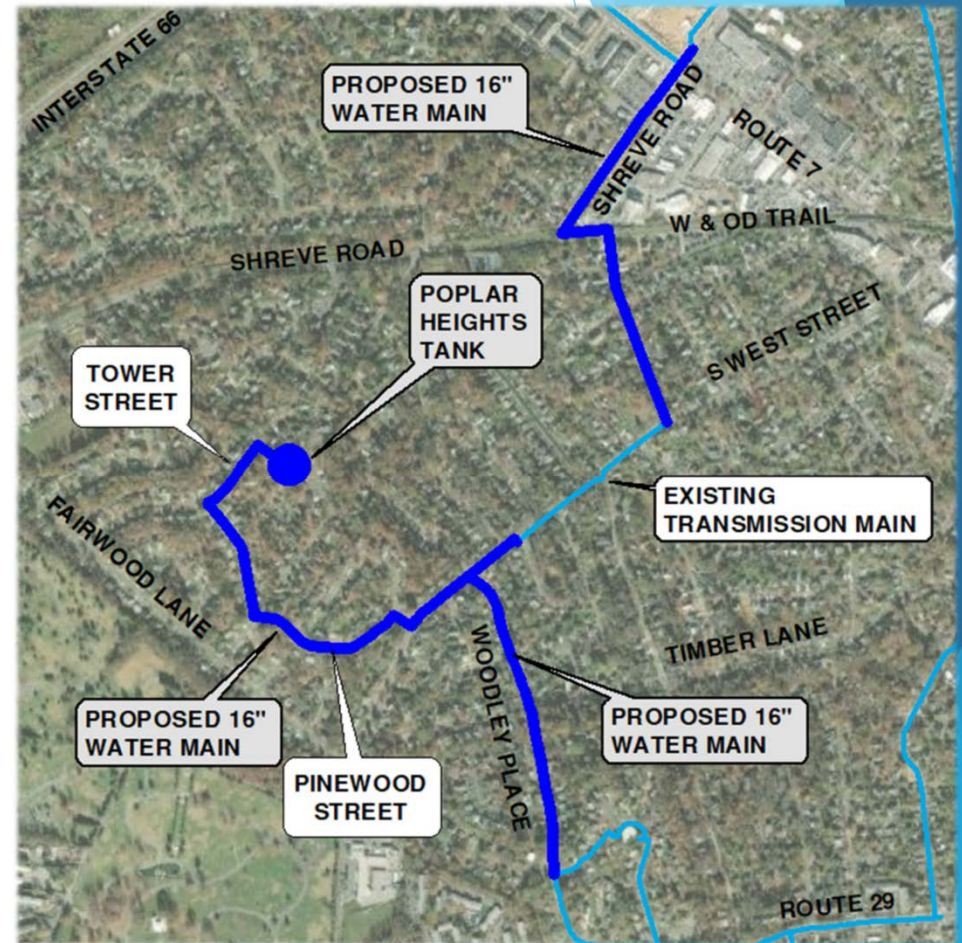 INTERSTATE 66
PROPOSED 16"
WATER MAIN
SHREVE ROAD
ROUTE 7
W & OD TRAIL
SHREVE ROAD
POPLAR
HEIGHTS
TANK
S WEST STREET
TOWER
STREET
EXISTING
TRANSMISSION MAIN
FAIRWOOD LANE
TIMBER LANE
WOODLEY PLACE
PROPOSED 16"
WATER MAIN
PROPOSED 16"
WATER MAIN
PINEWOOD
STREET
ROUTE 29